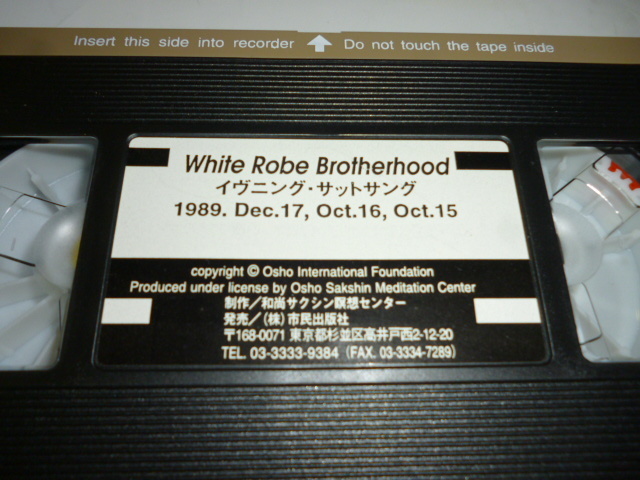 Insert this side into recorder Do not touch the tape inside
White Robe Brotherhood
イヴニング・サットサング
1989. Dec.17, Oct.16, Oct.15
copyright © Osho International Foundation
Produced under license by Osho Sakshin Meditation Center
制作／和尚サクシン瞑想センター
発売／(株)市民出版社
〒168-0071 東京都杉並区高井戸西2-12-20
TEL. 03-3333-9384 (FAX. 03-3334-7289)